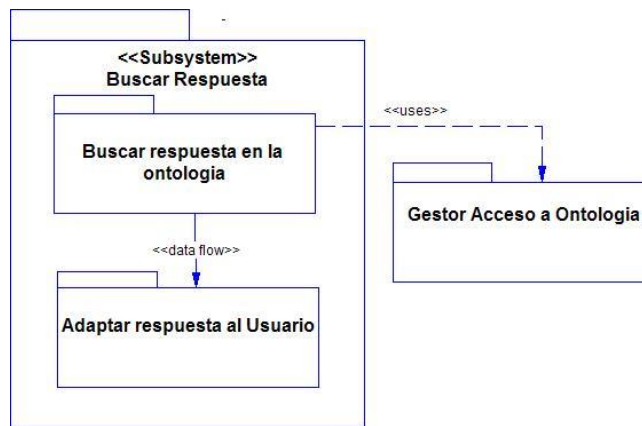 <<Subsystem>>
Buscar Respuesta
<<uses>>
Buscar respuesta en la
ontologia
Gestor Acceso a Ontologia
<<data flow>>
Adaptar respuesta al Usuario